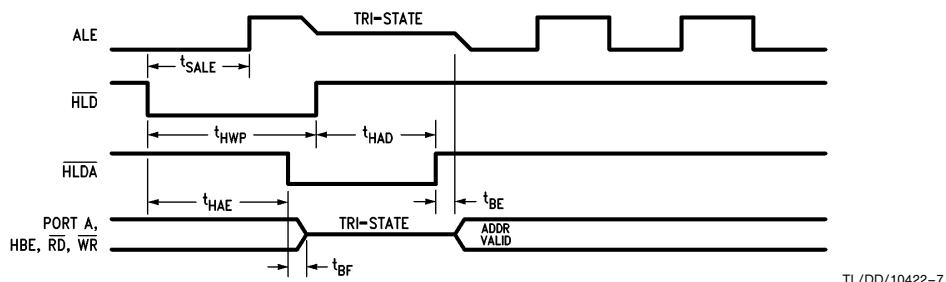 TRI-STATE
ALE
tSALE
HLD
tHWP
tHAD
HLDA
tHAE
tBE
PORT A,
HBE, RD, WR
TRI-STATE
ADDR
VALID
tBF
TL/DD/10422-7